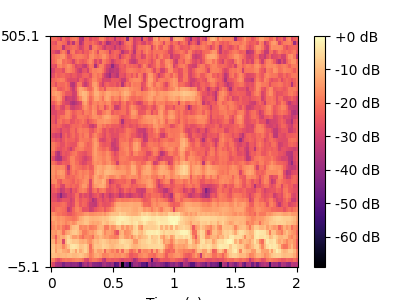 Mel Spectrogram
505.1
−5.1
0
0.5
1
1.5
2
+0 dB
-10 dB
-20 dB
-30 dB
-40 dB
-50 dB
-60 dB